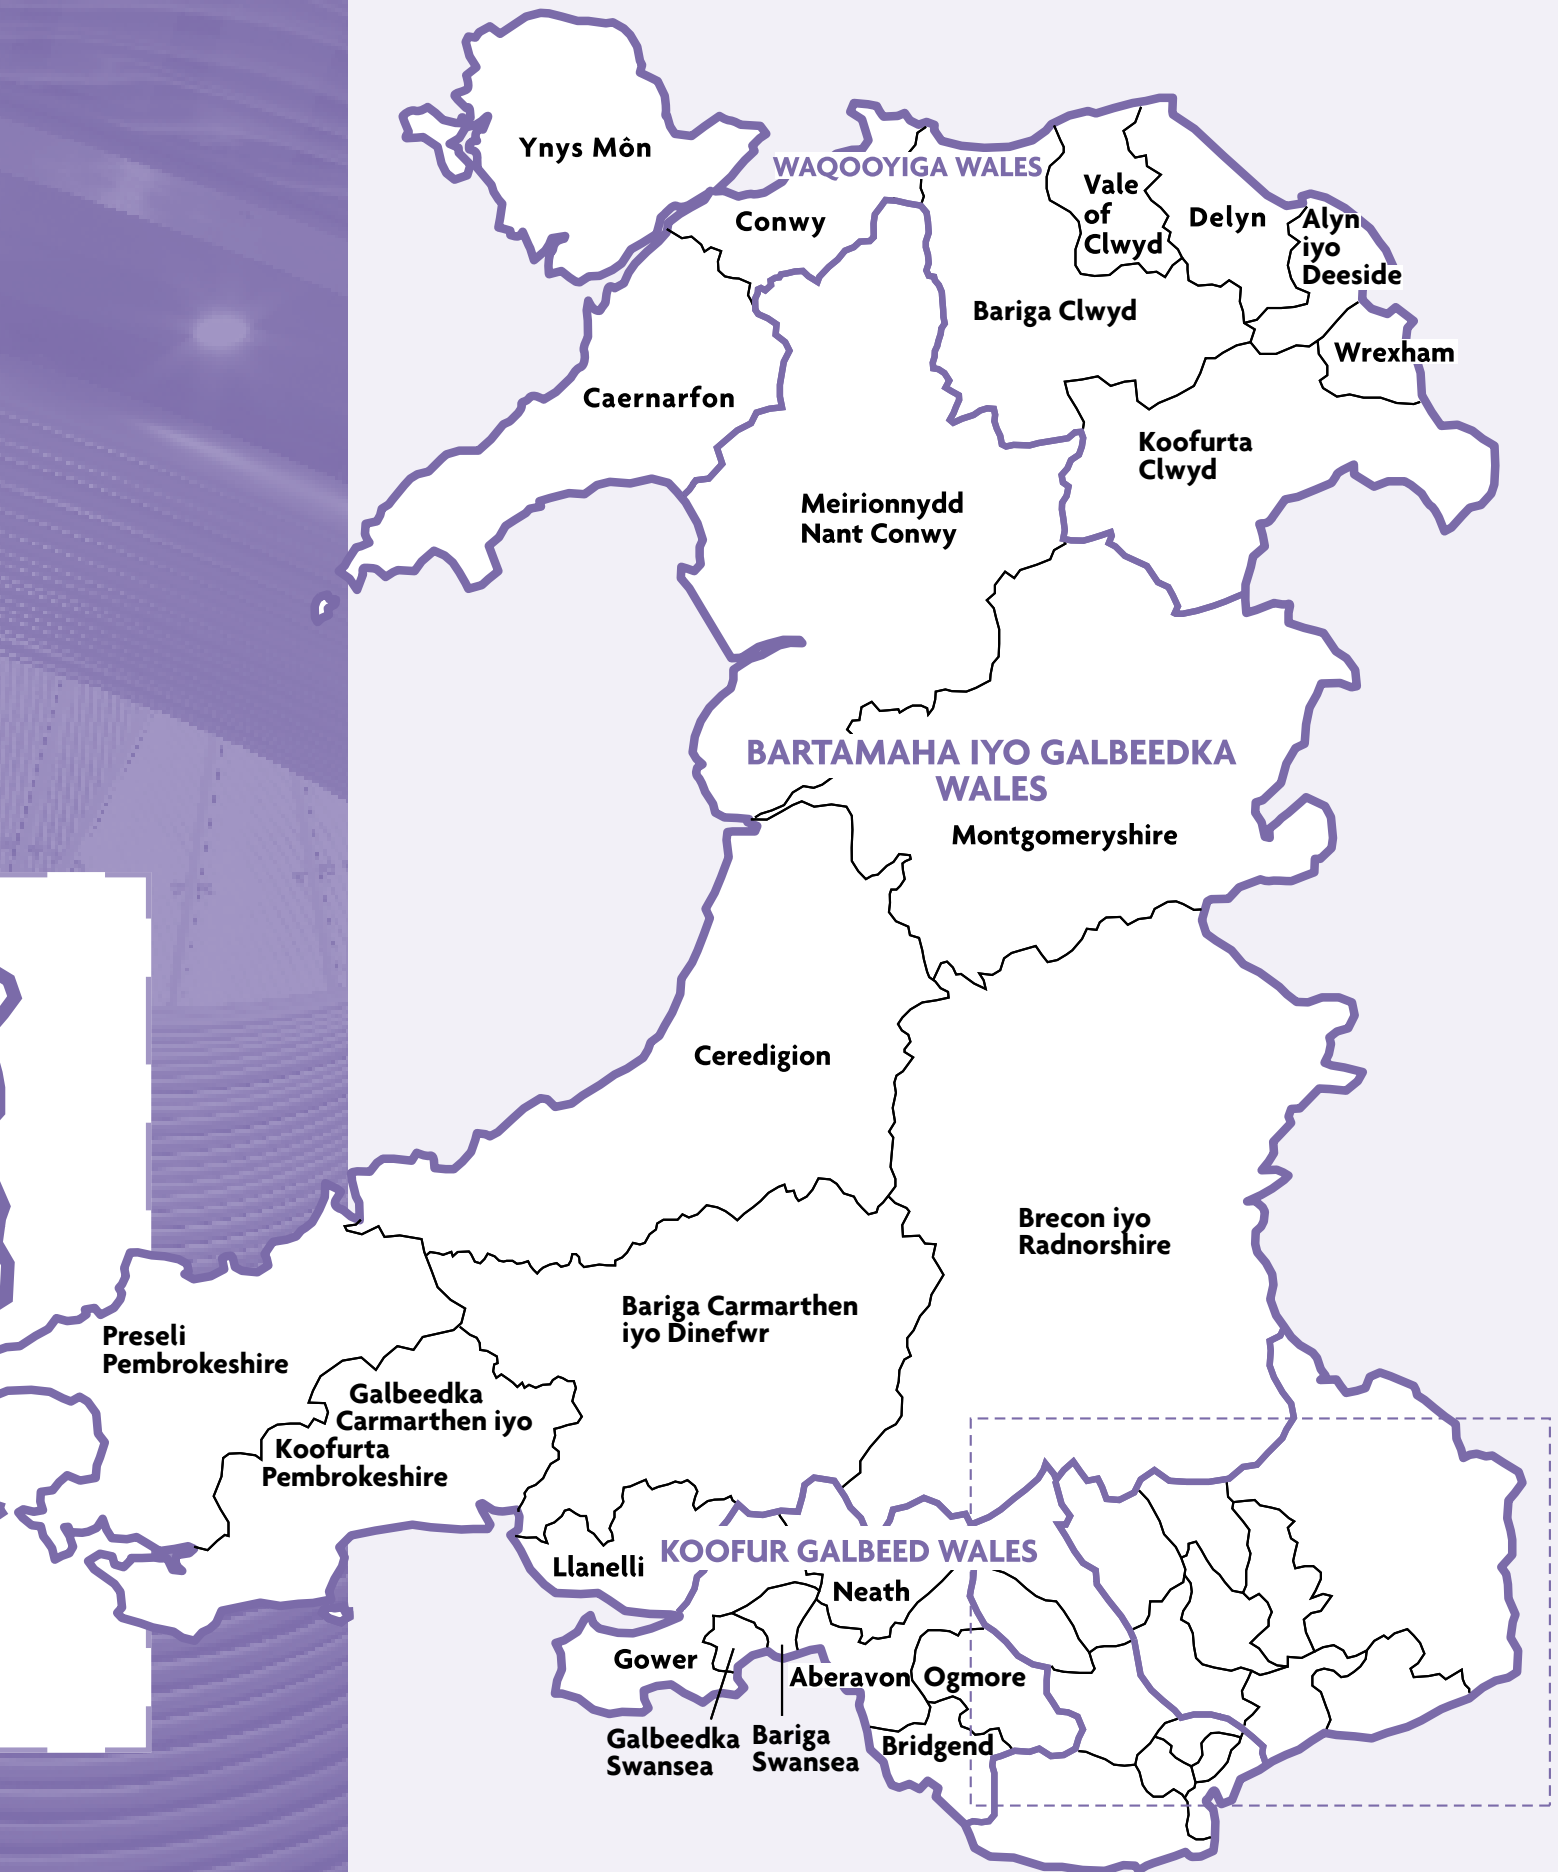 Ynys Môn
WAQOOYIGA WALES
Conwy
Vale
of
Clwyd
Delyn
Alyn
iyo
Deeside
Bariga Clwyd
Wrexham
Caernarfon
Koofurta
Clwyd
Meirionnydd
Nant Conwy
BARTAMAHA IYO GALBEEDKA
WALES
Montgomeryshire
Ceredigion
Brecon iyo
Radnorshire
Bariga Carmarthen
iyo Dinefwr
Preseli
Pembrokeshire
Galbeedka
Carmarthen iyo
Koofurta
Pembrokeshire
KOOFUR GALBEED WALES
Llanelli
Neath
Gower
Aberavon
Ogmore
Galbeedka
Swansea
Bariga
Swansea
Bridgend